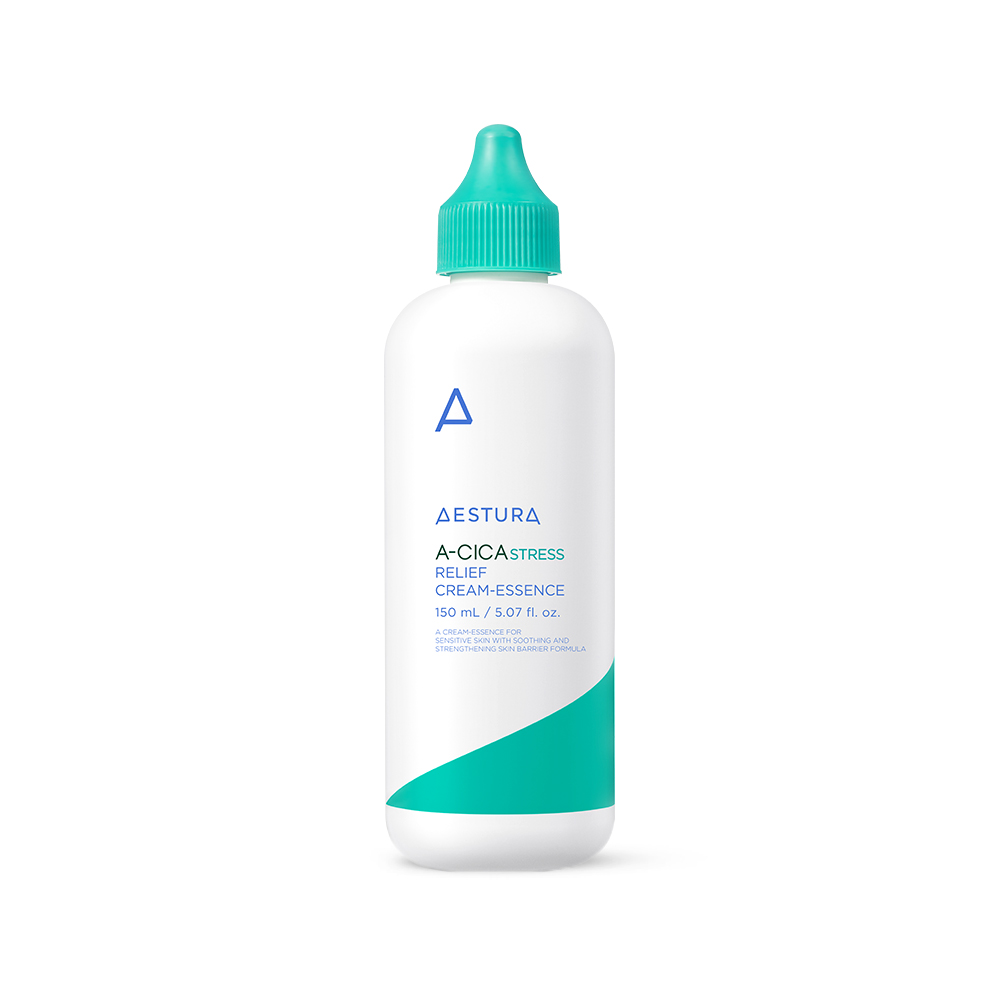 AESTURA
A-CICA STRESS
RELIEF
CREAM-ESSENCE
150 mL / 5.07 fl. oz.
A CREAM-ESSENCE FOR
SENSITIVE SKIN WITH SOOTHING AND
STRENGTHENING SKIN BARRIER FORMULA